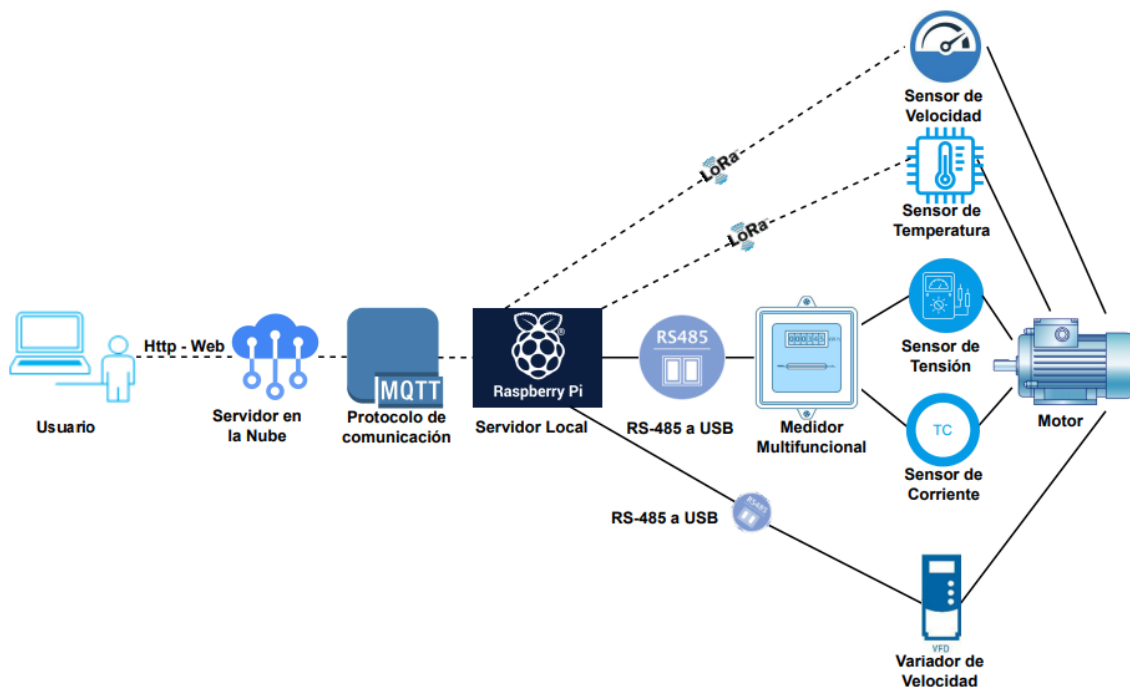 Sensor de
Velocidad
LoRa
Sensor de
Temperatura
LoRa
Http - Web
Usuario
Servidor en
la Nube
MQTT
Protocolo de
comunicación
Raspberry Pi
®
Servidor Local
RS485
RS-485 a USB
Medidor
Multifuncional
Sensor de
Tensión
TC
Sensor de
Corriente
Motor
RS-485 a USB
RS485
VFD
Variador de
Velocidad